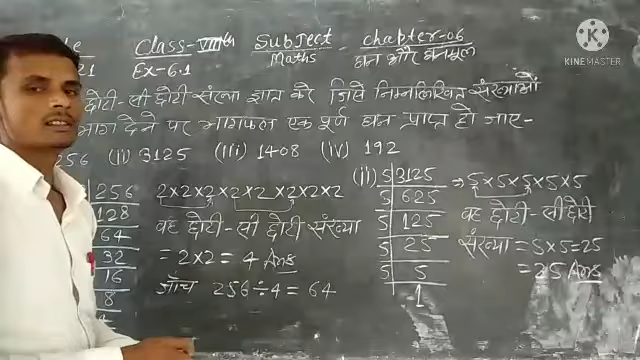 Class-VIIIth Subject - chapter-06
21 Ex-6.1 Maths घन और घनमूल
छोटी-सी छोटी संख्या ज्ञात करें जिसे निम्नलिखित संख्याओं
भाग देने पर भागफल एक पूर्ण घन प्राप्त हो जाए-
256 (ii) 3125 (iii) 1408 (iv) 192
256
128
64
32
16
8
4
2×2×2×2×2×2×2×2
वह छोटी-सी छोटी संख्या
= 2×2 = 4 Ans
जाँच 256÷4 = 64
(ii) 5 3125 → 5×5×5×5×5
5 625
5 125
5 25
5 5
1
वह छोटी-सी छोटी
संख्या = 5×5=25
= 25 Ans
KINEMASTER